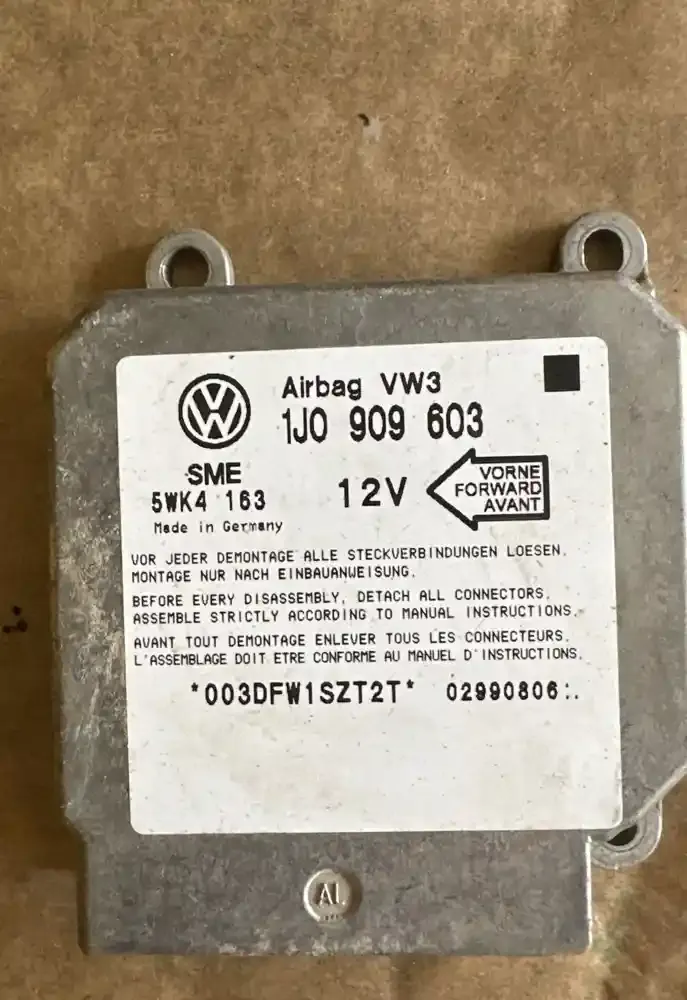 Airbag VW3
1J0 909 603
SME
5WK4 163
Made in Germany
12V
VORNE
FORWARD
AVANT
VOR JEDER DEMONTAGE ALLE STECKVERBINDUNGEN LOESEN.
MONTAGE NUR NACH EINBAUANWEISUNG.
BEFORE EVERY DISASSEMBLY, DETACH ALL CONNECTORS.
ASSEMBLE STRICTLY ACCORDING TO MANUAL INSTRUCTIONS.
AVANT TOUT DEMONTAGE ENLEVER TOUS LES CONNECTEURS.
L'ASSEMBLAGE DOIT ETRE CONFORME AU MANUEL D'INSTRUCTIONS.
*003DFW1SZT2T* 02990806:.
AL